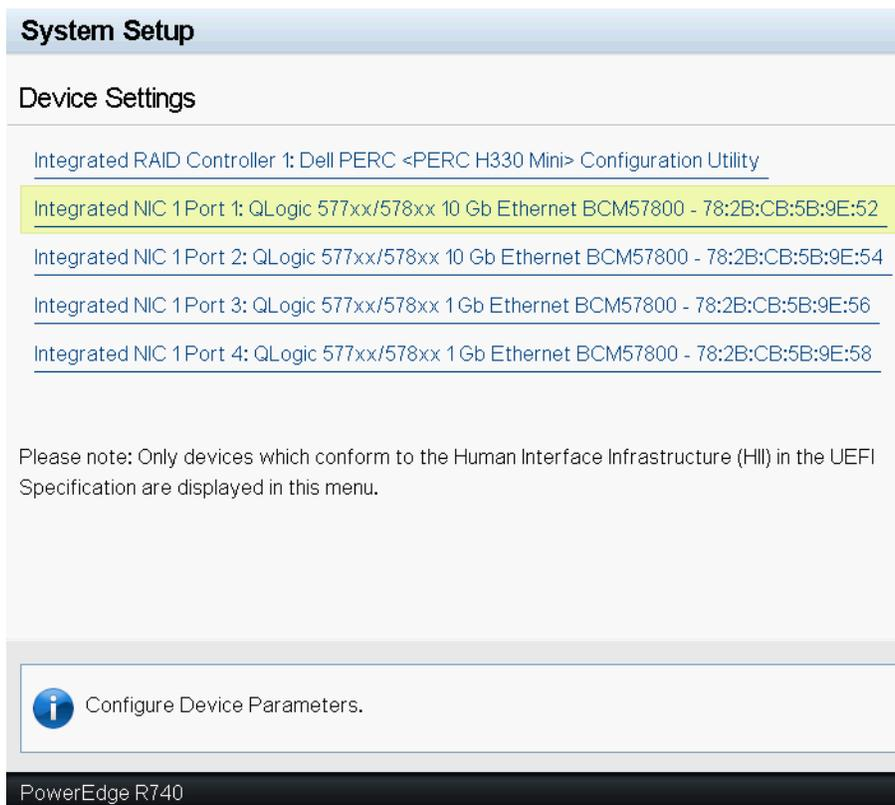 System Setup
Device Settings
Integrated RAID Controller 1: Dell PERC <PERC H330 Mini> Configuration Utility
Integrated NIC 1 Port 1: QLogic 577xx/578xx 10 Gb Ethernet BCM57800 - 78:2B:CB:5B:9E:52
Integrated NIC 1 Port 2: QLogic 577xx/578xx 10 Gb Ethernet BCM57800 - 78:2B:CB:5B:9E:54
Integrated NIC 1 Port 3: QLogic 577xx/578xx 1 Gb Ethernet BCM57800 - 78:2B:CB:5B:9E:56
Integrated NIC 1 Port 4: QLogic 577xx/578xx 1 Gb Ethernet BCM57800 - 78:2B:CB:5B:9E:58
Please note: Only devices which conform to the Human Interface Infrastructure (HII) in the UEFI
Specification are displayed in this menu.
Configure Device Parameters.
PowerEdge R740